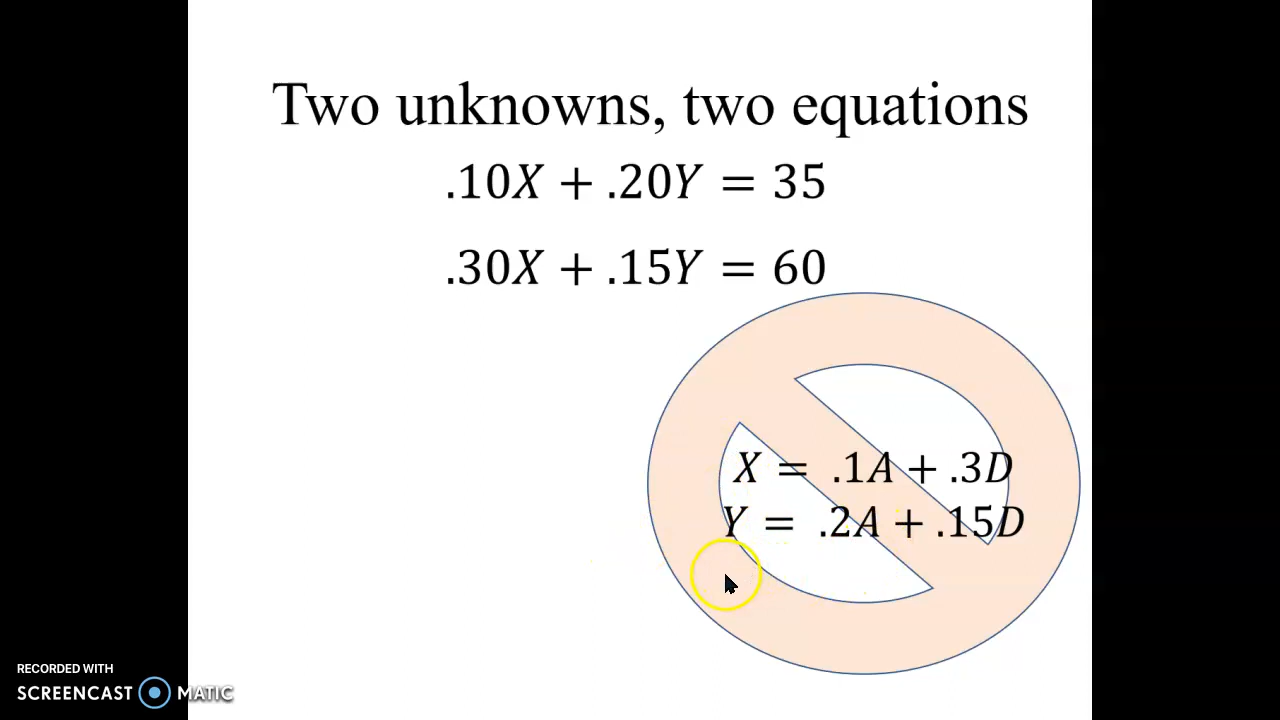 Two unknowns, two equations
.10X + .20Y = 35
.30X + .15Y = 60
X = .1A + .3D
Y = .2A + .15D
RECORDED WITH
SCREENCAST MATIC